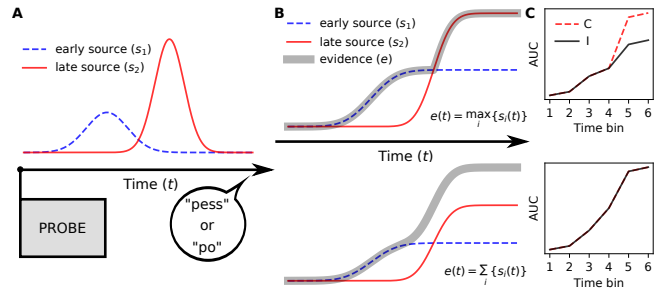 A
early source (s₁)
late source (s₂)
Time (t)
PROBE
"pess"
or
"po"
B
early source (s₁)
late source (s₂)
evidence (e)
e(t) = max{sᵢ(t)}
i
e(t) = ∑{sᵢ(t)}
i
C
C
I
AUC
1 2 3 4 5 6
Time bin
AUC
1 2 3 4 5 6
Time bin